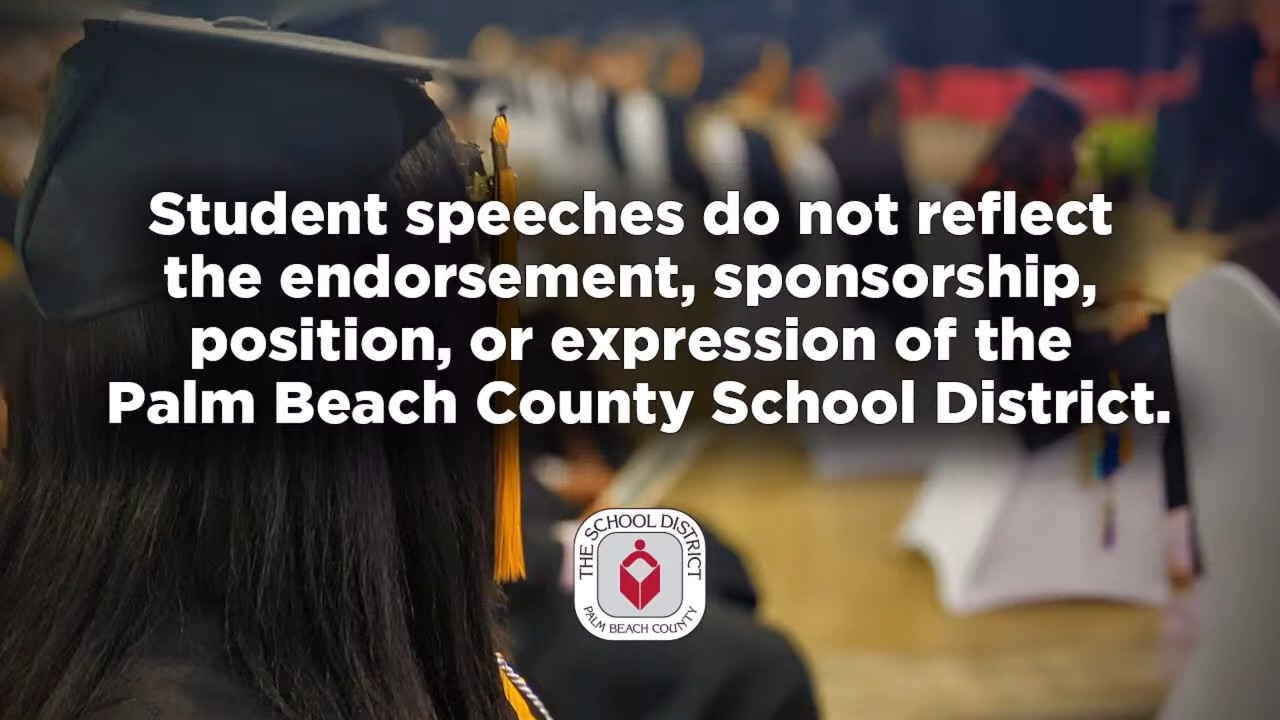 Student speeches do not reflect
the endorsement, sponsorship,
position, or expression of the
Palm Beach County School District.
THE SCHOOL DISTRICT
PALM BEACH COUNTY